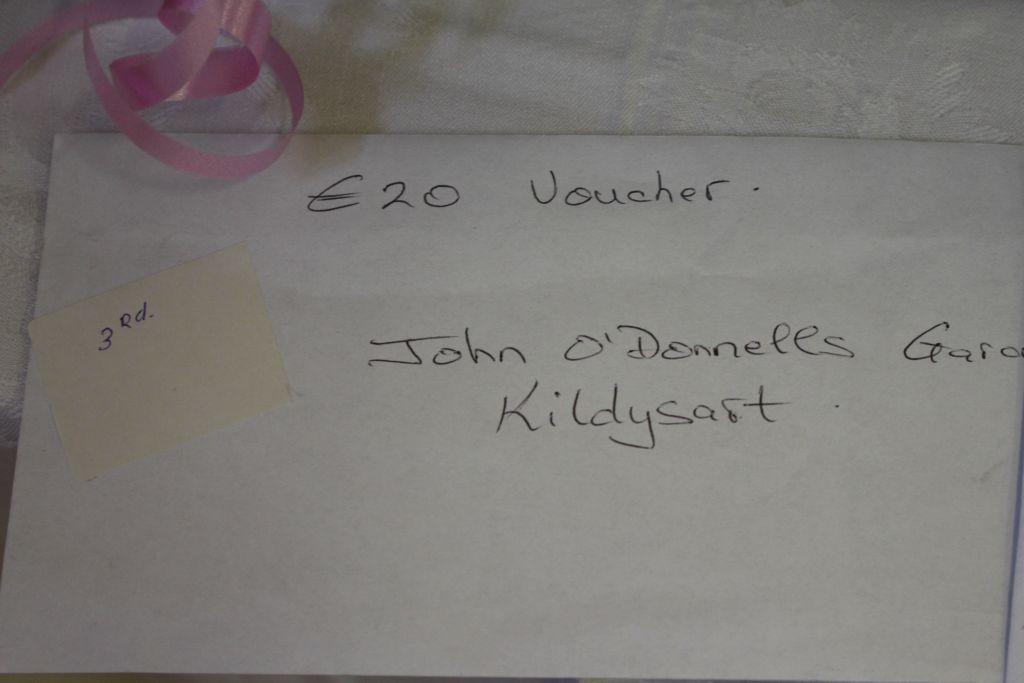 €20 Voucher.
3rd.
John O'Donnells
Kildysart.